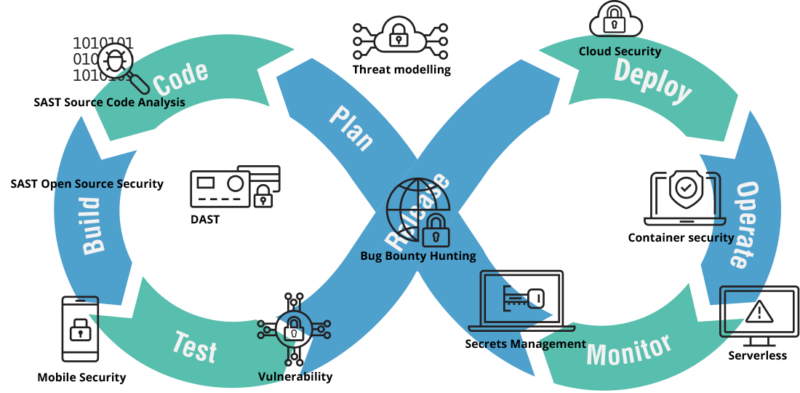 1010101
010
1010101
Code
SAST Source Code Analysis
Threat modelling
Cloud Security
Deploy
Plan
SAST Open Source Security
Build
DAST
Release
Bug Bounty Hunting
Container security
Operate
Test
Mobile Security
Vulnerability
Secrets Management
Monitor
Serverless